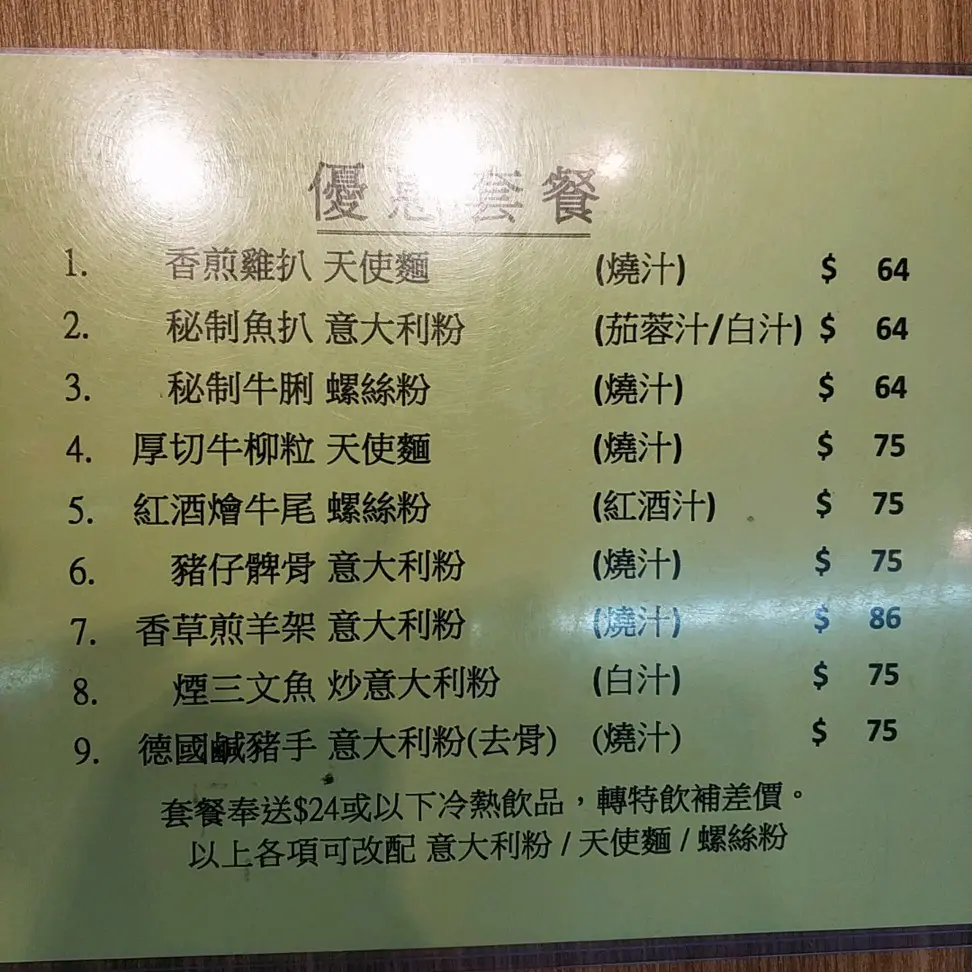 優惠套餐
1. 香煎雞扒 天使麵 (燒汁) $ 64
2. 秘制魚扒 意大利粉 (茄蓉汁/白汁) $ 64
3. 秘制牛脷 螺絲粉 (燒汁) $ 64
4. 厚切牛柳粒 天使麵 (燒汁) $ 75
5. 紅酒燴牛尾 螺絲粉 (紅酒汁) $ 75
6. 豬仔髀骨 意大利粉 (燒汁) $ 75
7. 香草煎羊架 意大利粉 (燒汁) $ 86
8. 煙三文魚 炒意大利粉 (白汁) $ 75
9. 德國鹹豬手 意大利粉(去骨) (燒汁) $ 75
套餐奉送$24或以下冷熱飲品，轉特飲補差價。
以上各項可改配 意大利粉 / 天使麵 / 螺絲粉